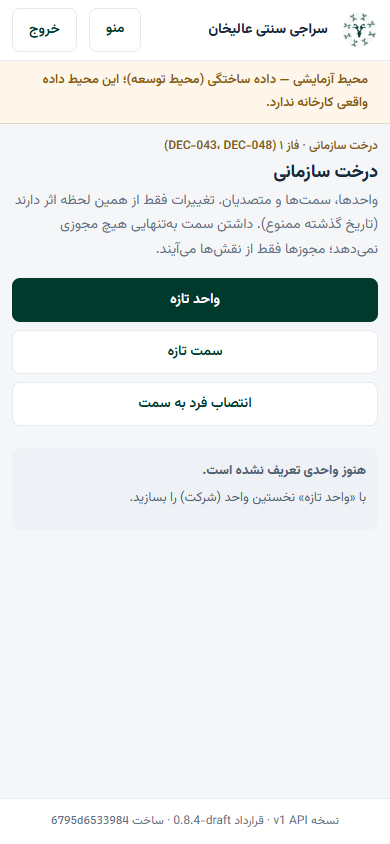 سراجی سنتی عالیخان
منو
خروج
محیط آزمایشی — داده ساختگی (محیط توسعه)؛ این محیط داده
واقعی کارخانه ندارد.
درخت سازمانی · فاز ۱ (DEC-043، DEC-048)
درخت سازمانی
واحدها، سمت‌ها و متصدیان. تغییرات فقط از همین لحظه اثر دارند
(تاریخ گذشته ممنوع). داشتن سمت به‌تنهایی هیچ مجوزی
نمی‌دهد؛ مجوزها فقط از نقش‌ها می‌آیند.
واحد تازه
سمت تازه
انتصاب فرد به سمت
هنوز واحدی تعریف نشده است.
با «واحد تازه» نخستین واحد (شرکت) را بسازید.
نسخه v1 API · قرارداد 0.8.4-draft · ساخت 6795d6533984